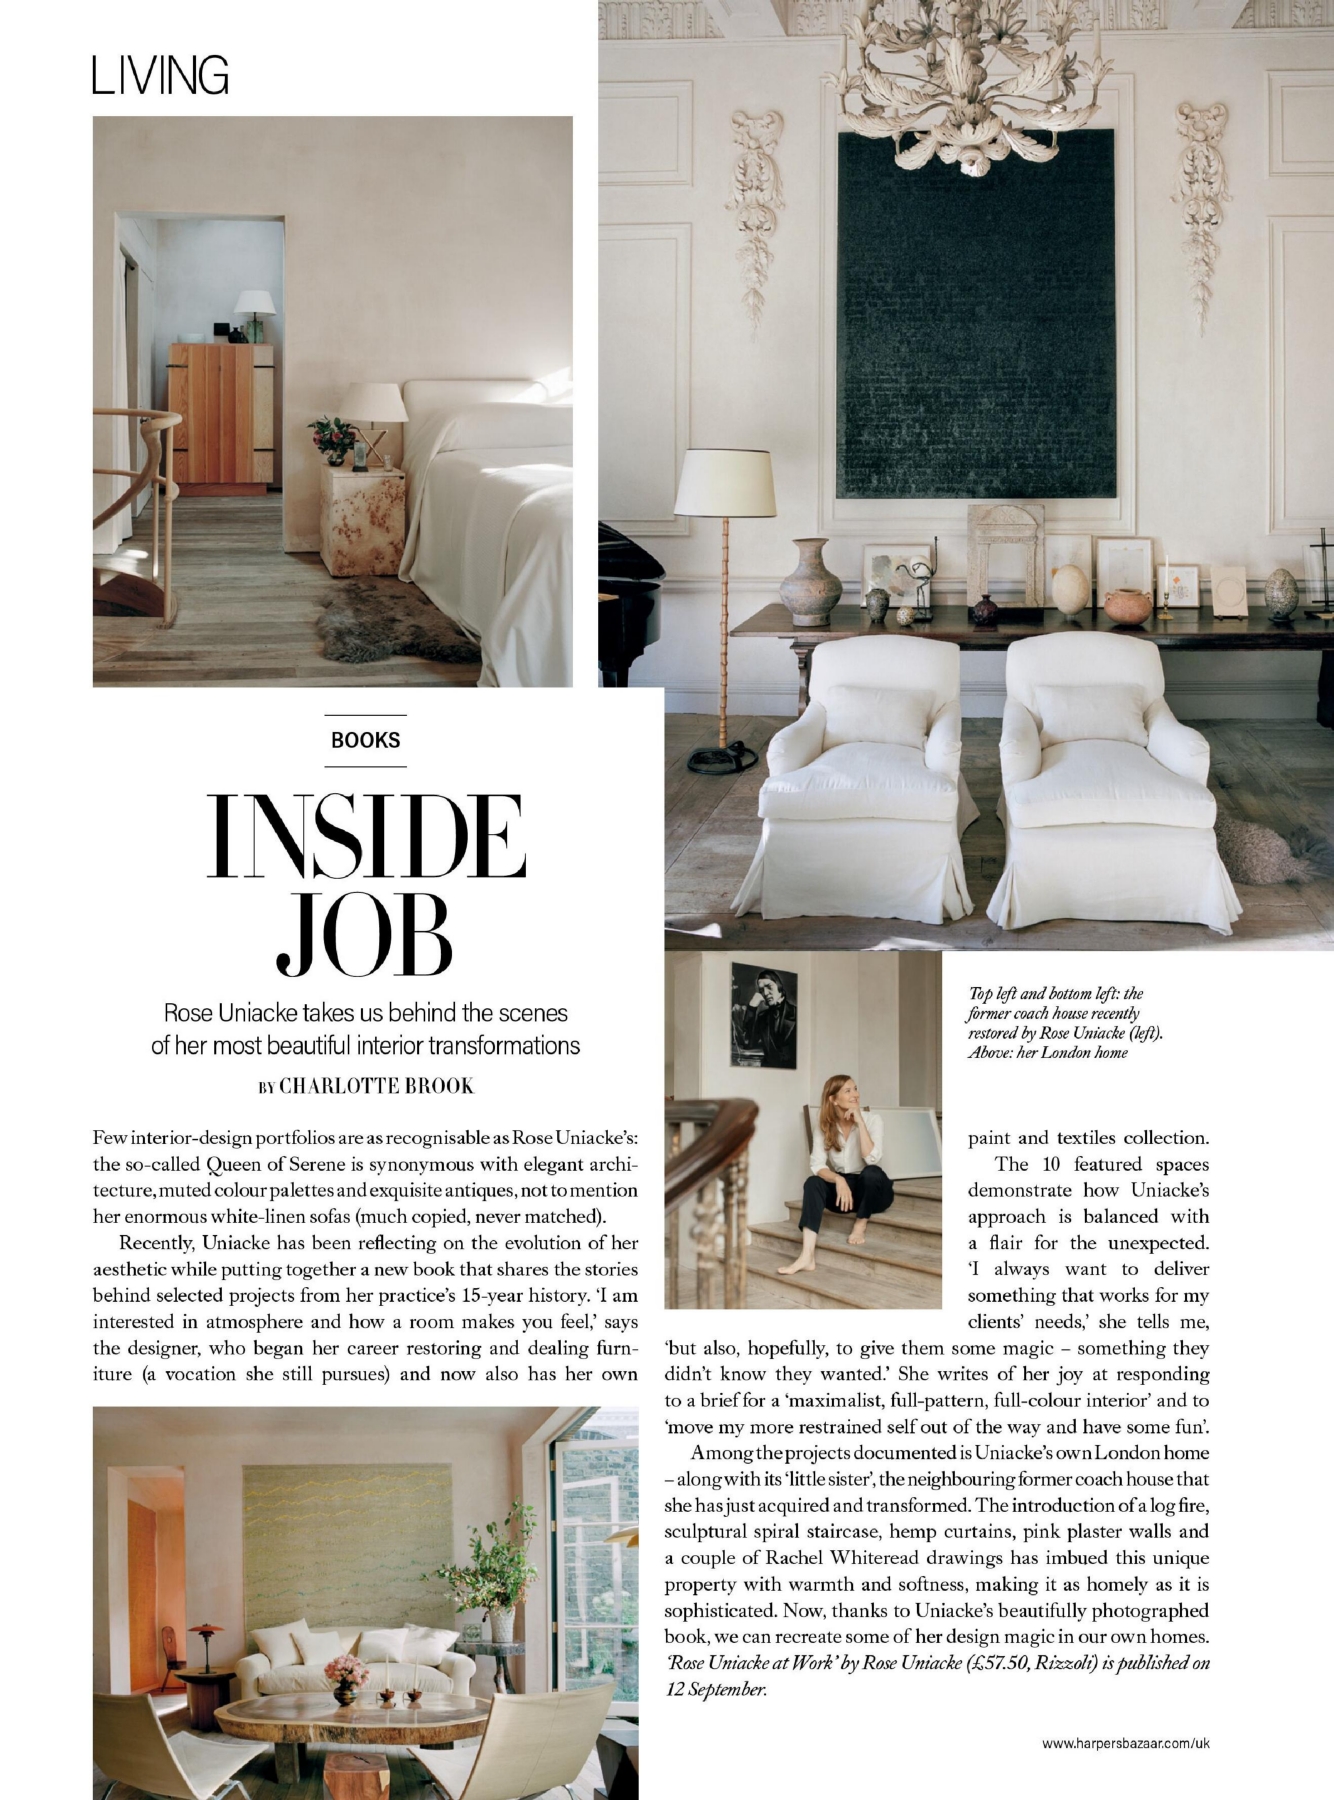 LIVING
BOOKS
INSIDE
JOB
Rose Uniacke takes us behind the scenes
of her most beautiful interior transformations
BY CHARLOTTE BROOK
Few interior-design portfolios are as recognisable as Rose Uniacke’s:
the so-called Queen of Serene is synonymous with elegant archi-
tecture, muted colour palettes and exquisite antiques, not to mention
her enormous white-linen sofas (much copied, never matched).
Recently, Uniacke has been reflecting on the evolution of her
aesthetic while putting together a new book that shares the stories
behind selected projects from her practice’s 15-year history. ‘I am
interested in atmosphere and how a room makes you feel,’ says
the designer, who began her career restoring and dealing furn-
iture (a vocation she still pursues) and now also has her own
Top left and bottom left: the
former coach house recently
restored by Rose Uniacke (left).
Above: her London home
paint and textiles collection.
The 10 featured spaces
demonstrate how Uniacke’s
approach is balanced with
a flair for the unexpected.
‘I always want to deliver
something that works for my
clients’ needs,’ she tells me,
‘but also, hopefully, to give them some magic – something they
didn’t know they wanted.’ She writes of her joy at responding
to a brief for a ‘maximalist, full-pattern, full-colour interior’ and to
‘move my more restrained self out of the way and have some fun’.
Among the projects documented is Uniacke’s own London home
– along with its ‘little sister’, the neighbouring former coach house that
she has just acquired and transformed. The introduction of a log fire,
sculptural spiral staircase, hemp curtains, pink plaster walls and
a couple of Rachel Whiteread drawings has imbued this unique
property with warmth and softness, making it as homely as it is
sophisticated. Now, thanks to Uniacke’s beautifully photographed
book, we can recreate some of her design magic in our own homes.
‘Rose Uniacke at Work’ by Rose Uniacke (£57.50, Rizzoli) is published on
12 September.
www.harpersbazaar.com/uk